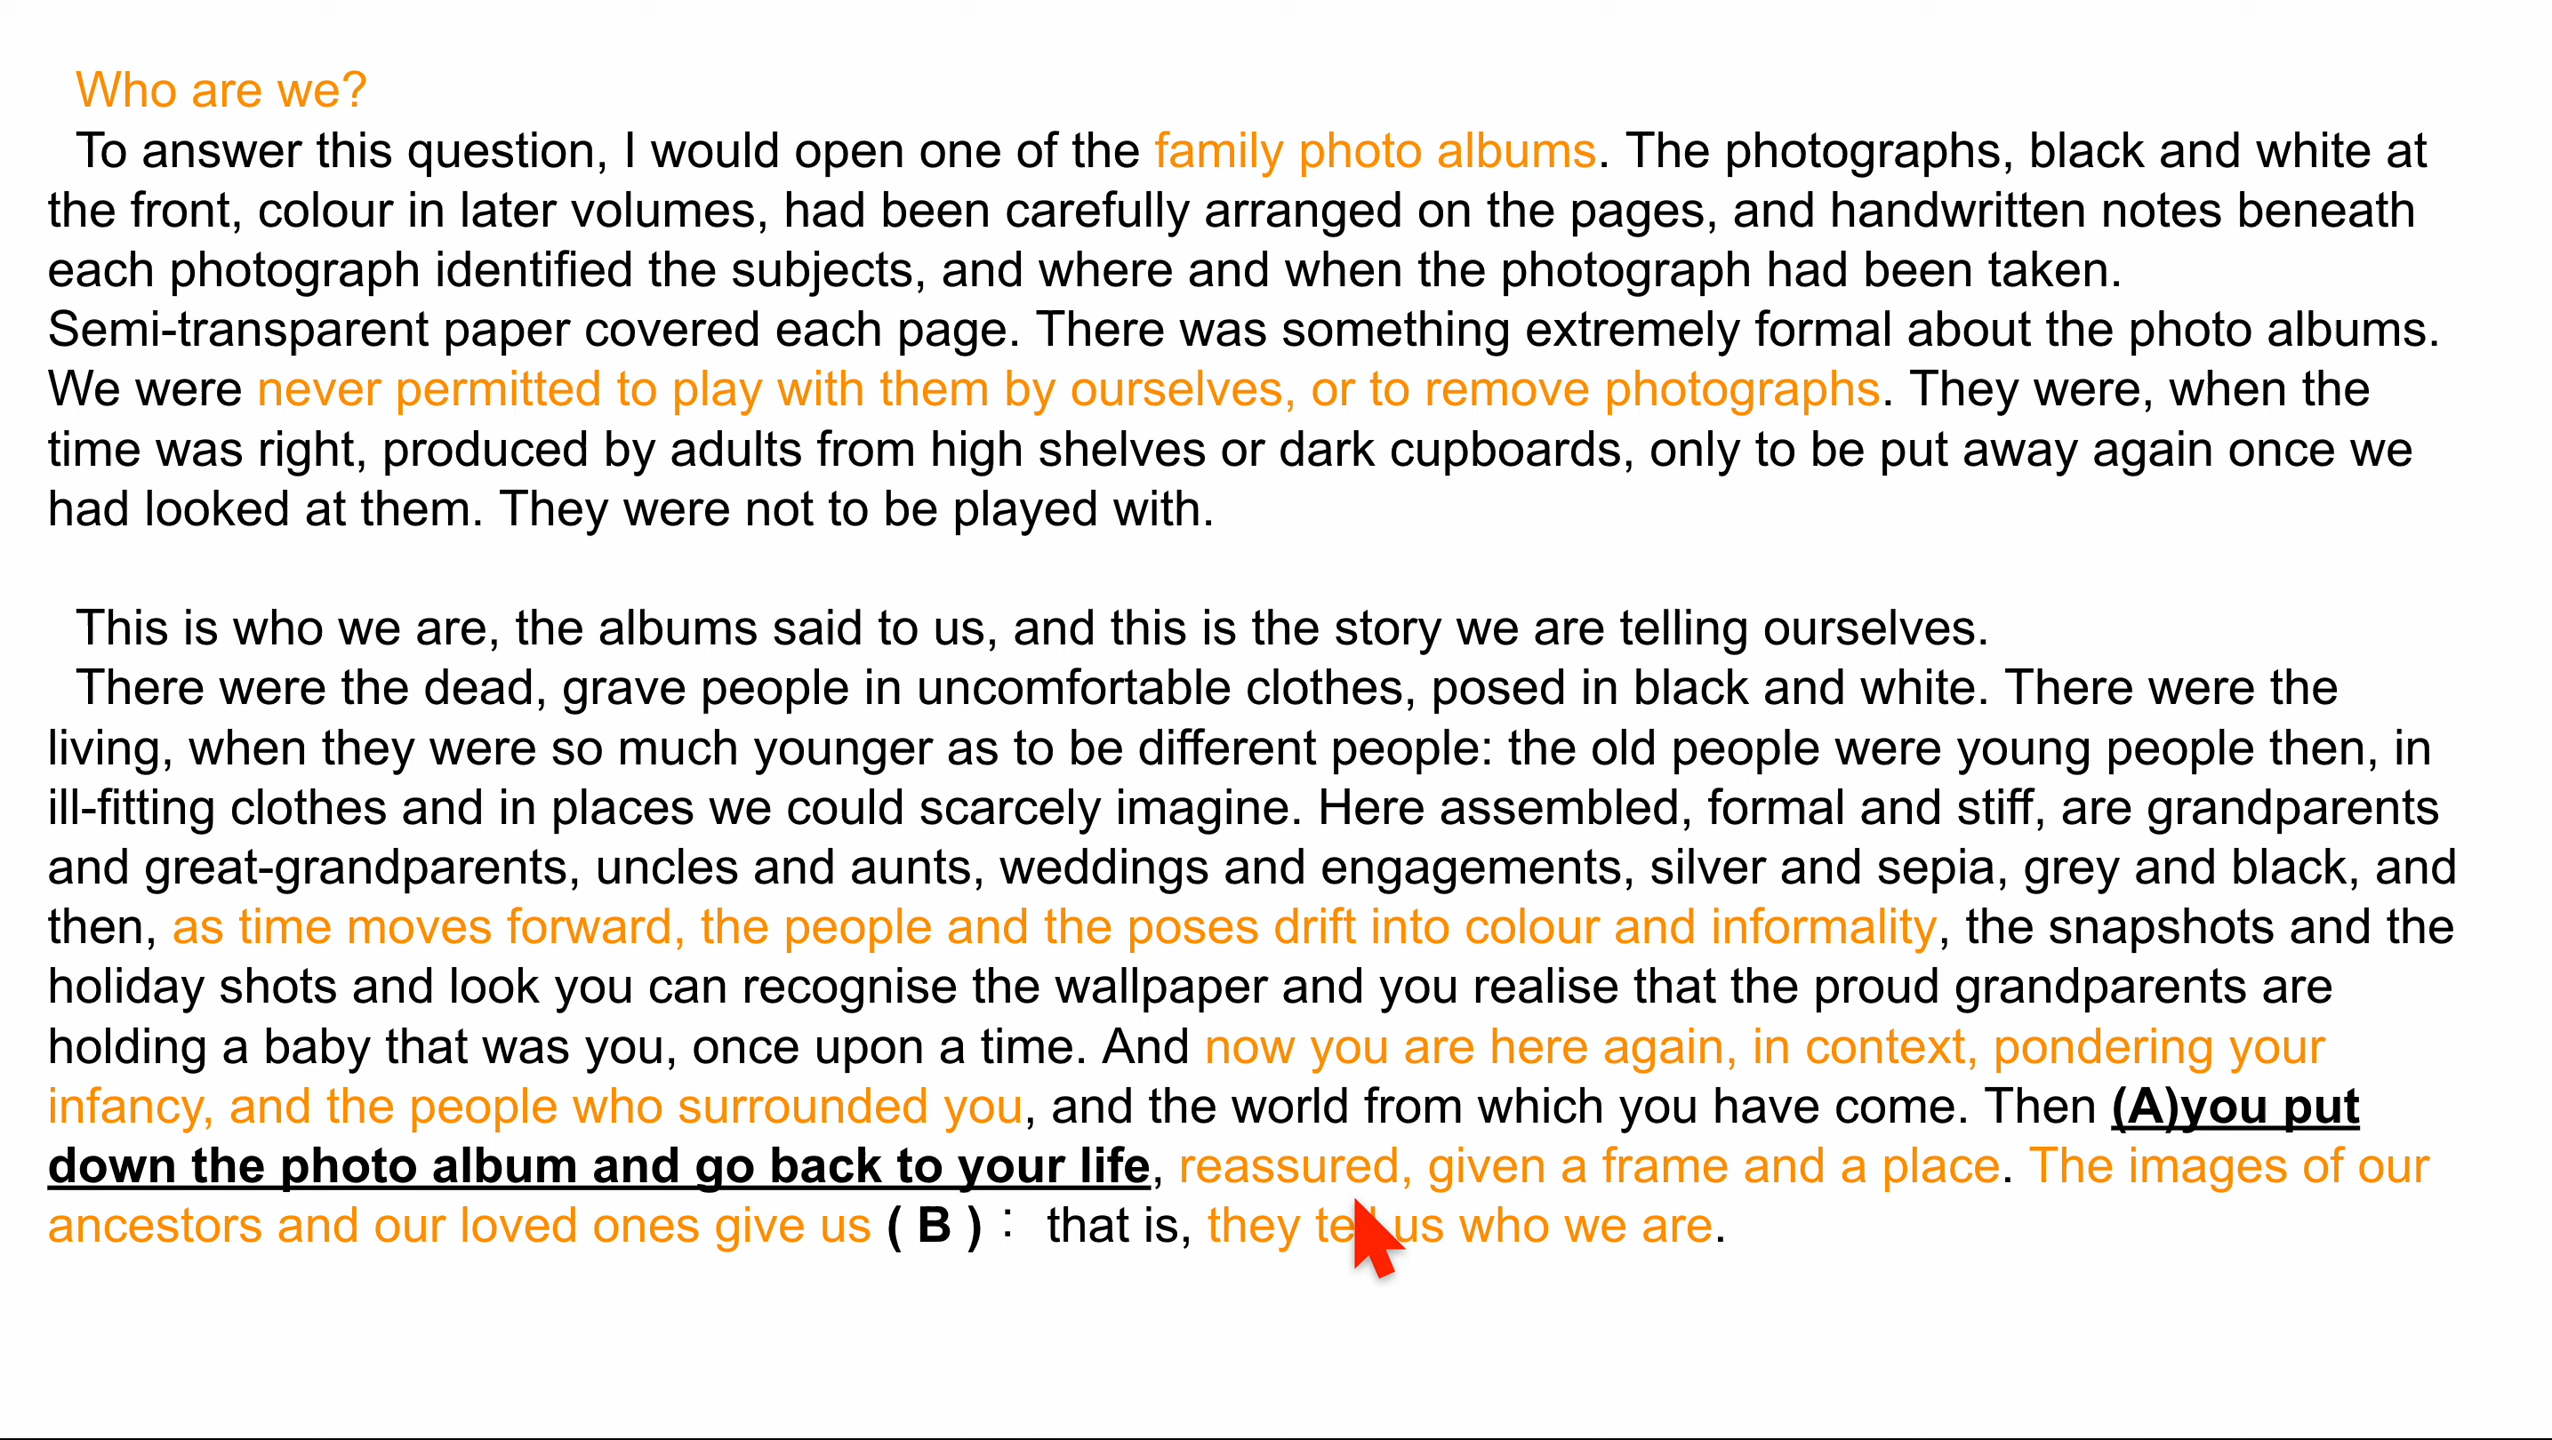 Who are we?
To answer this question, I would open one of the family photo albums. The photographs, black and white at
the front, colour in later volumes, had been carefully arranged on the pages, and handwritten notes beneath
each photograph identified the subjects, and where and when the photograph had been taken.
Semi-transparent paper covered each page. There was something extremely formal about the photo albums.
We were never permitted to play with them by ourselves, or to remove photographs. They were, when the
time was right, produced by adults from high shelves or dark cupboards, only to be put away again once we
had looked at them. They were not to be played with.
This is who we are, the albums said to us, and this is the story we are telling ourselves.
There were the dead, grave people in uncomfortable clothes, posed in black and white. There were the
living, when they were so much younger as to be different people: the old people were young people then, in
ill-fitting clothes and in places we could scarcely imagine. Here assembled, formal and stiff, are grandparents
and great-grandparents, uncles and aunts, weddings and engagements, silver and sepia, grey and black, and
then, as time moves forward, the people and the poses drift into colour and informality, the snapshots and the
holiday shots and look you can recognise the wallpaper and you realise that the proud grandparents are
holding a baby that was you, once upon a time. And now you are here again, in context, pondering your
infancy, and the people who surrounded you, and the world from which you have come. Then (A)you put
down the photo album and go back to your life, reassured, given a frame and a place. The images of our
ancestors and our loved ones give us ( B ) : that is, they tell us who we are.